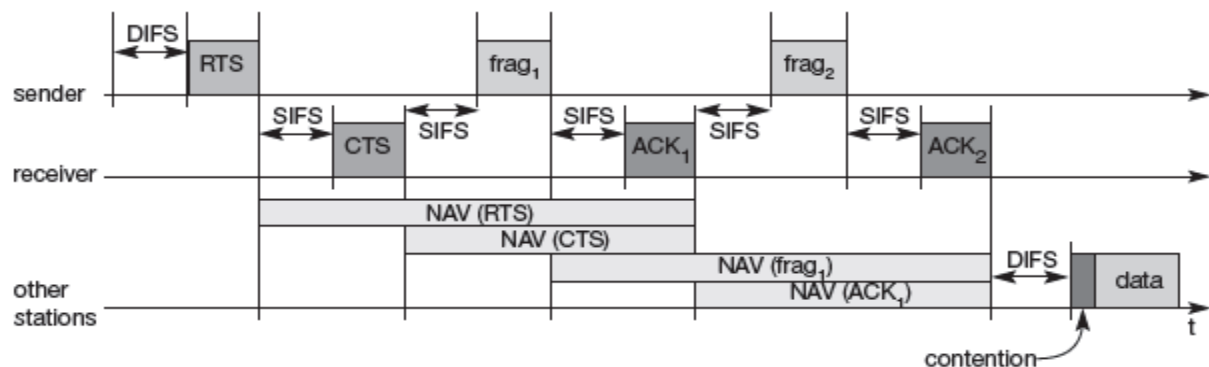 DIFS
RTS
frag₁
frag₂
sender
SIFS
SIFS
SIFS
SIFS
SIFS
CTS
ACK₁
ACK₂
receiver
NAV (RTS)
NAV (CTS)
NAV (frag₁)
NAV (ACK₁)
DIFS
data
other
stations
t
contention